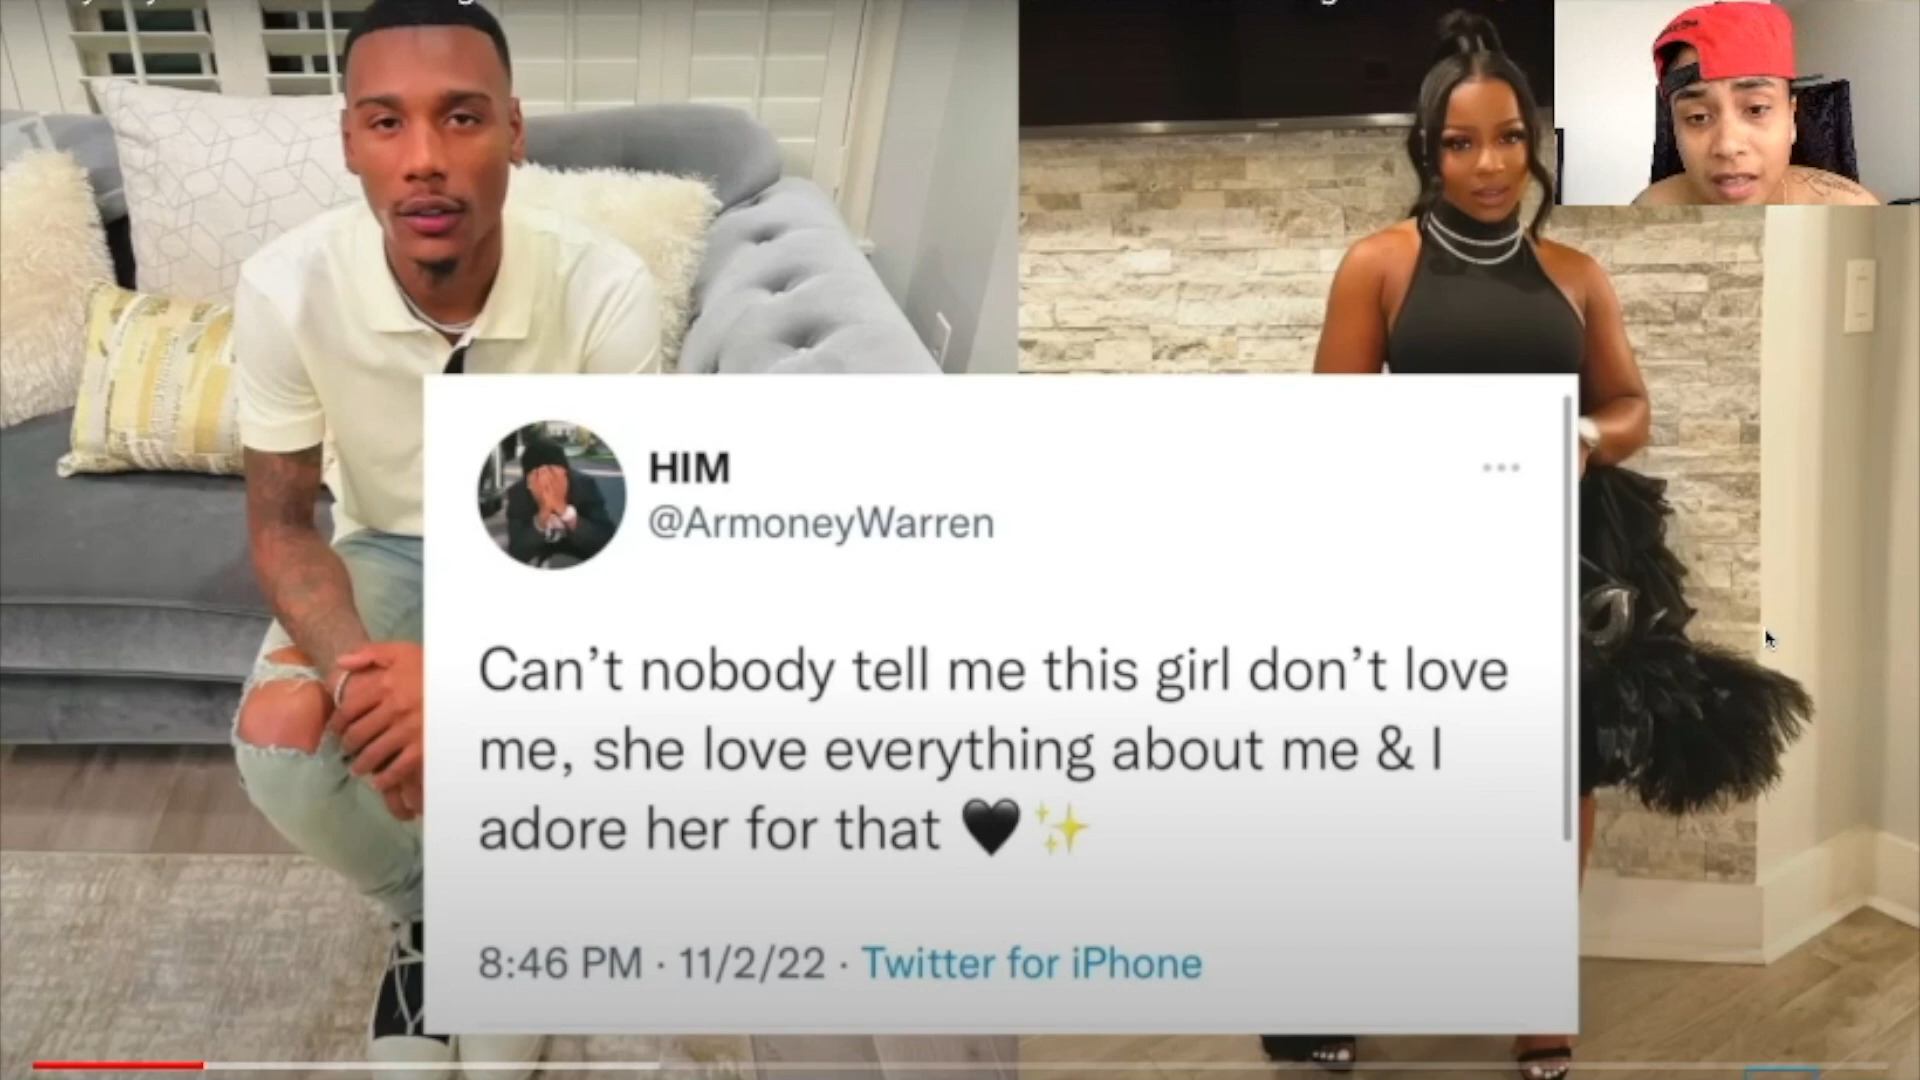 HIM
@ArmoneyWarren
Can’t nobody tell me this girl don’t love
me, she love everything about me & I
adore her for that 🖤✨
8:46 PM · 11/2/22 · Twitter for iPhone